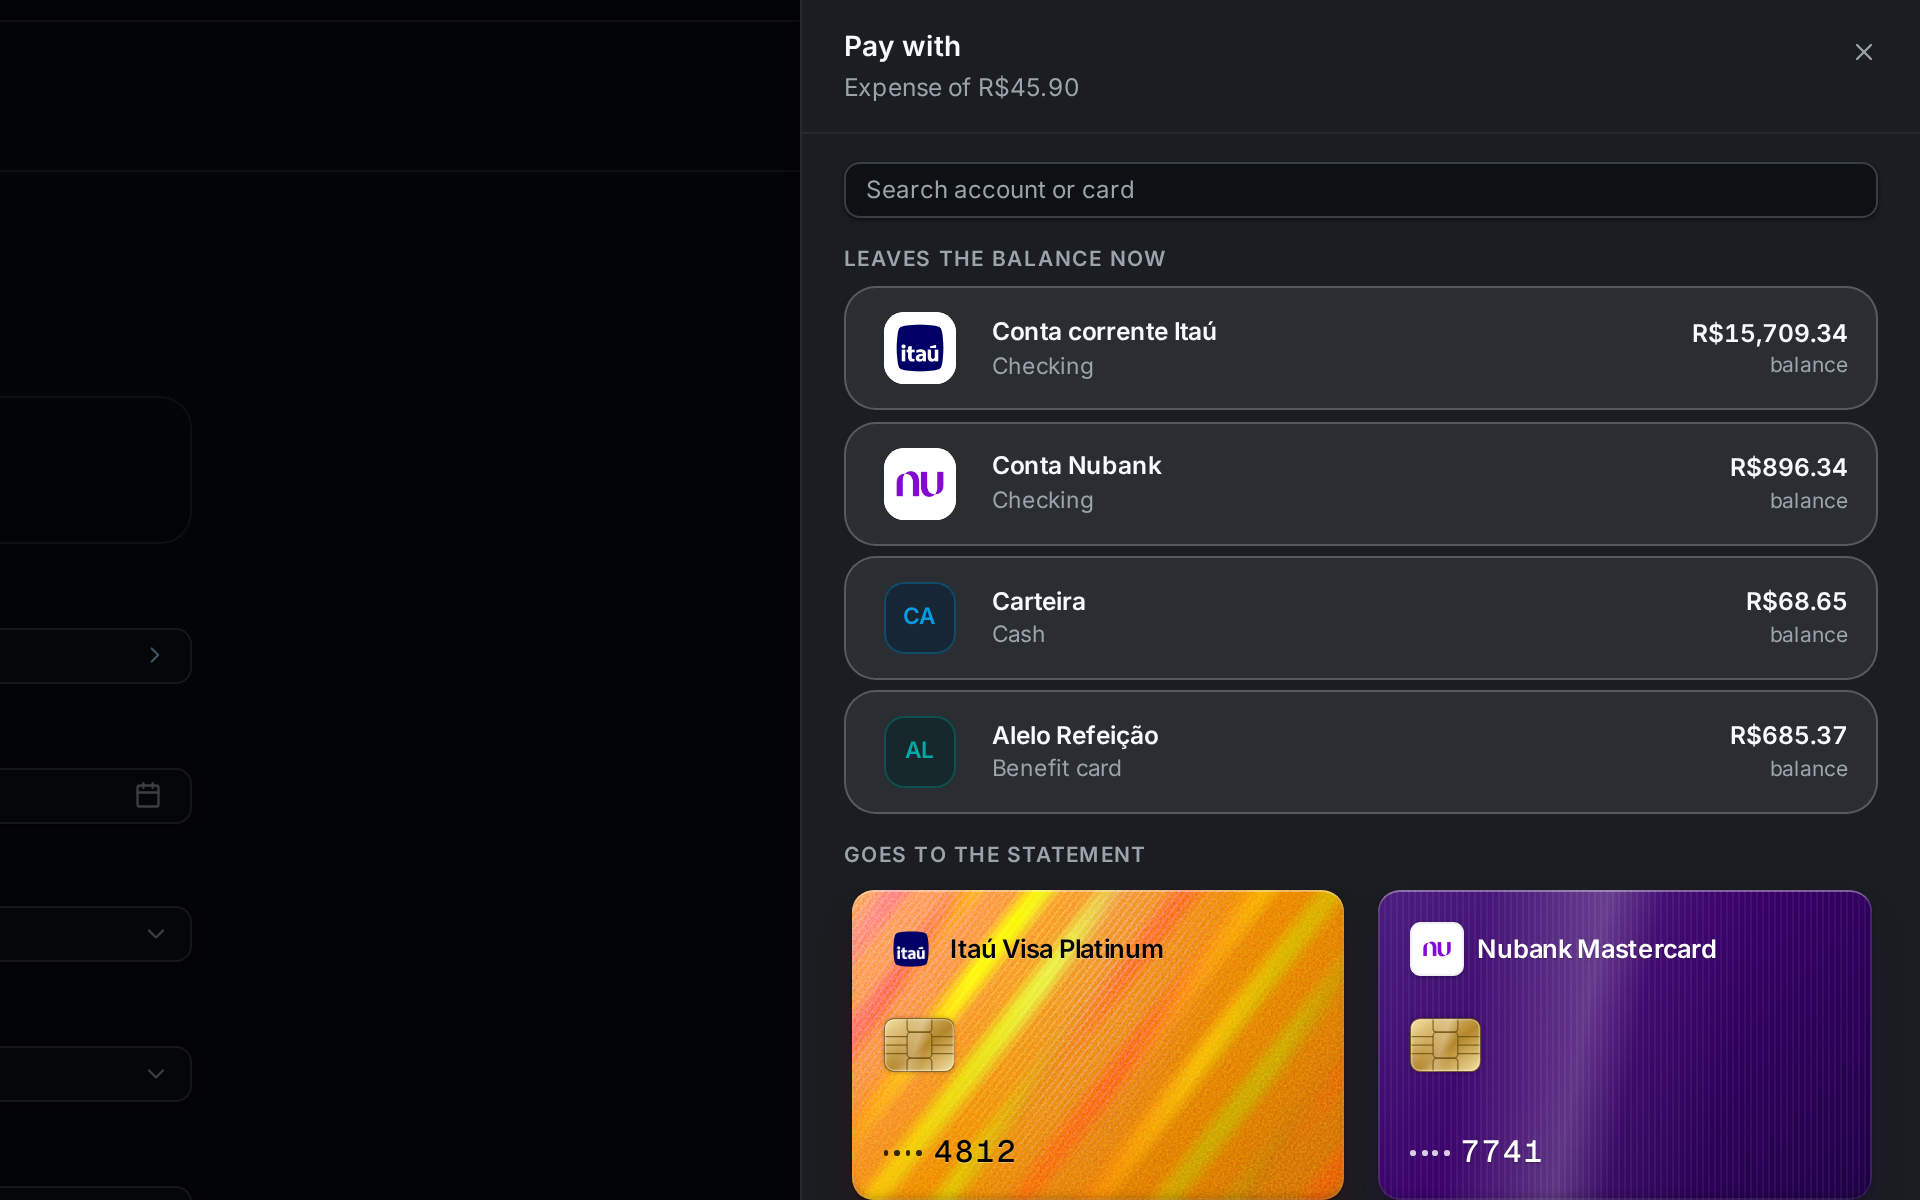 Pay with
Expense of R$45.90
Search account or card
LEAVES THE BALANCE NOW
itaú
Conta corrente Itaú
R$15,709.34
Checking
balance
nu
Conta Nubank
R$896.34
Checking
balance
CA
Carteira
R$68.65
Cash
balance
AL
Alelo Refeição
R$685.37
Benefit card
balance
GOES TO THE STATEMENT
itaú
Itaú Visa Platinum
•••• 4812
nu
Nubank Mastercard
•••• 7741